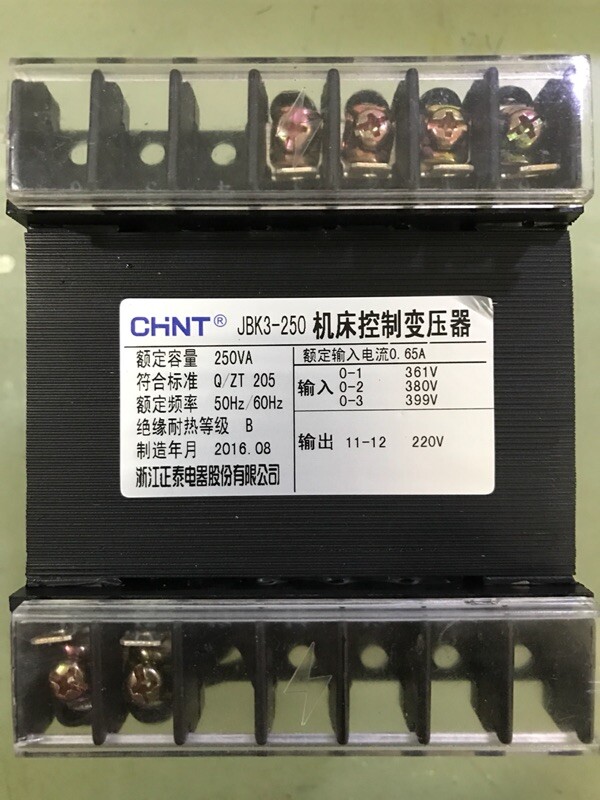 CHNT® JBK3-250 机床控制变压器
额定容量 250VA
符合标准 Q/ZT 205
额定频率 50Hz/60Hz
绝缘耐热等级 B
制造年月 2016.08
浙江正泰电器股份有限公司
额定输入电流0.65A
输入
0-1 361V
0-2 380V
0-3 399V
输出 11-12 220V